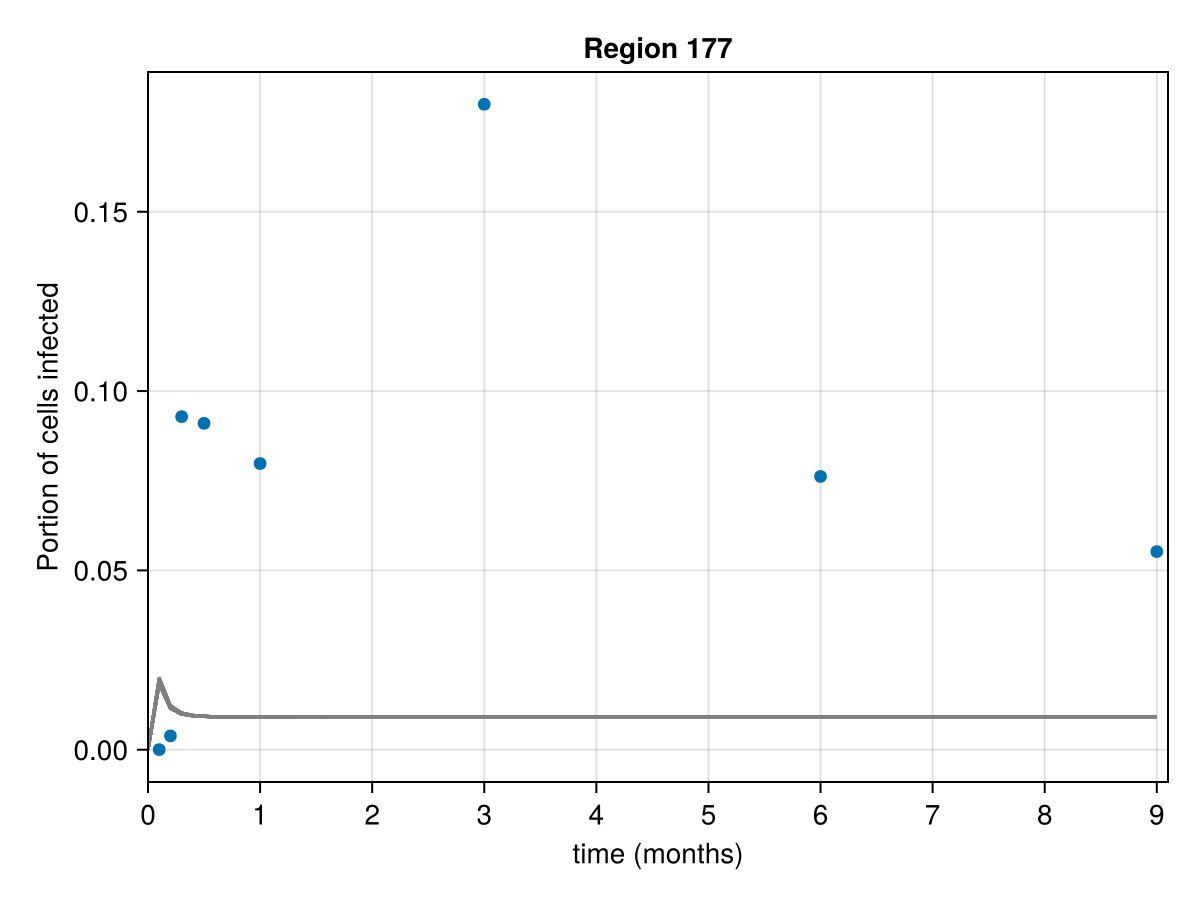 Region 177
Portion of cells infected
0.15
0.10
0.05
0.00
0 1 2 3 4 5 6 7 8 9
time (months)